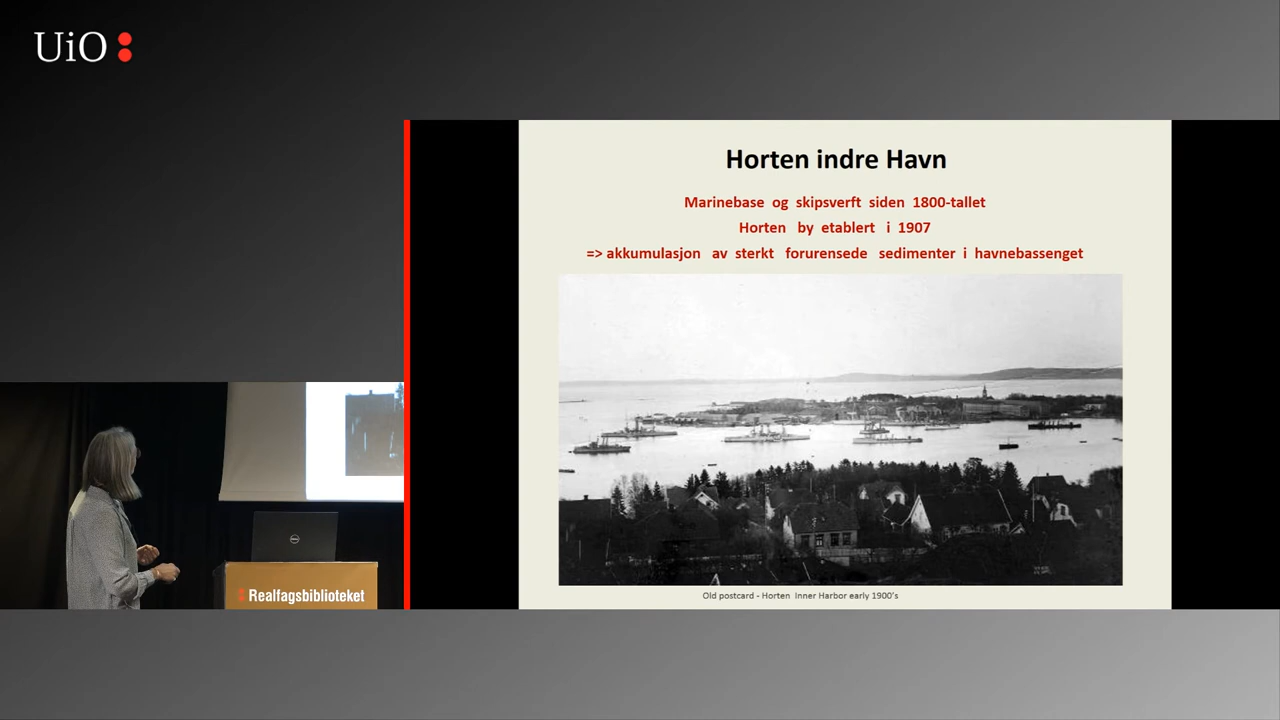 UiO
Horten indre Havn
Marinebase og skipsverft siden 1800-tallet
Horten by etablert i 1907
=> akkumulasjon av sterkt forurensede sedimenter i havnebassenget
Old postcard - Horten Inner Harbor early 1900's
DELL
Realfagsbiblioteket